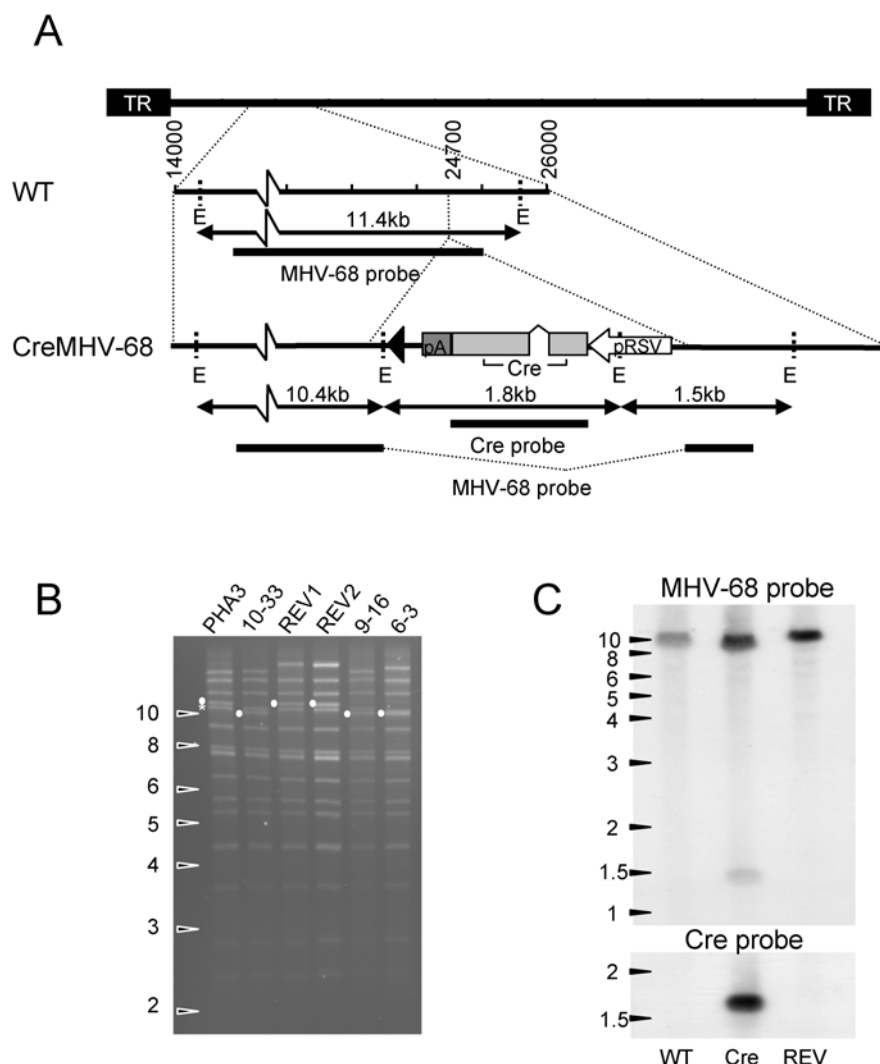 A
TR TR
14000 24700 26000
WT
E E
11.4kb
MHV-68 probe
CreMHV-68
pA pRSV
Cre
E E E E
10.4kb 1.8kb 1.5kb
Cre probe
MHV-68 probe
B
PHA3 10-33 REV1 REV2 9-16 6-3
*
10
8
6
5
4
3
2
C
MHV-68 probe
10
8
6
5
4
3
2
1.5
1
Cre probe
2
1.5
WT Cre REV